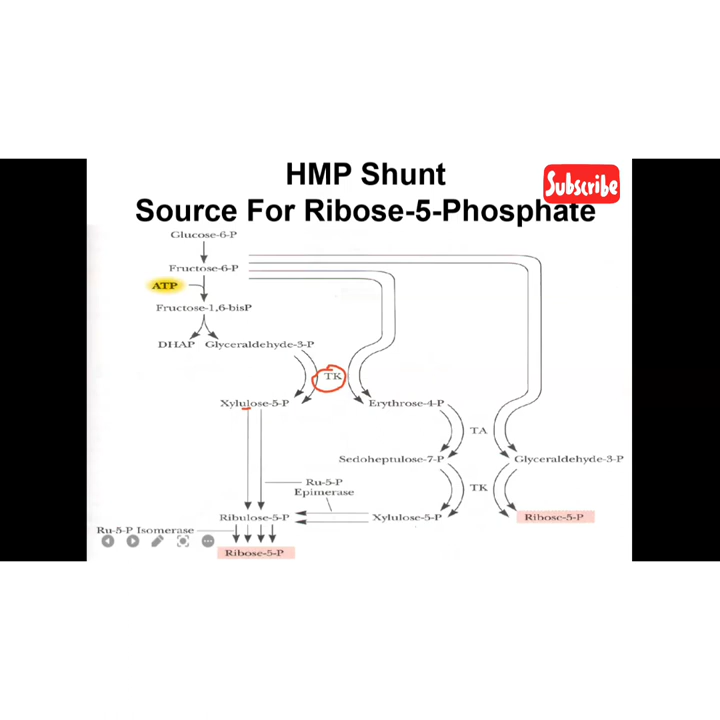 HMP Shunt
Source For Ribose-5-Phosphate
Subscribe
Glucose-6-P
Fructose-6-P
ATP
Fructose-1,6-bisP
DHAP Glyceraldehyde-3-P
TK
Xylulose-5-P Erythrose-4-P
TA
Sedoheptulose-7-P Glyceraldehyde-3-P
Ru-5-P
Epimerase
TK
Ribulose-5-P Xylulose-5-P Ribose-5-P
Ru-5-P Isomerase
Ribose-5-P